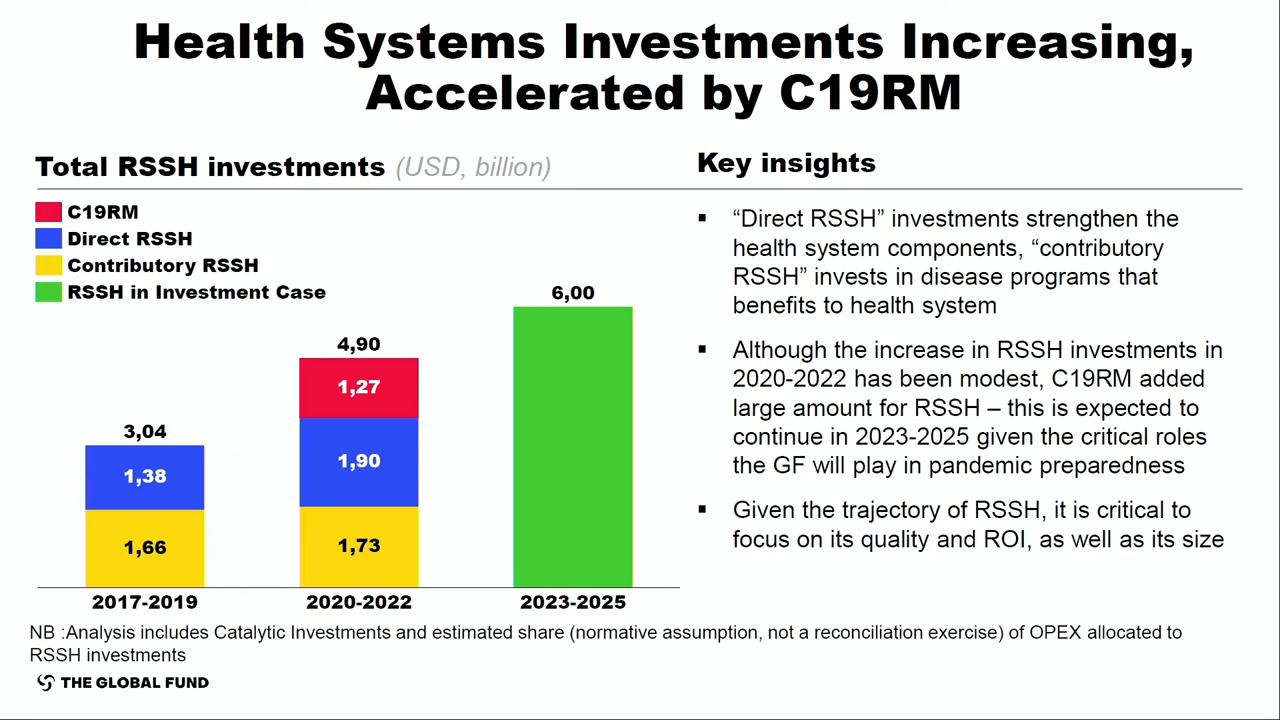 Health Systems Investments Increasing,
Accelerated by C19RM
Total RSSH investments (USD, billion)
C19RM
Direct RSSH
Contributory RSSH
RSSH in Investment Case
3,04
1,38
1,66
2017-2019
4,90
1,27
1,90
1,73
2020-2022
6,00
2023-2025
Key insights
▪ “Direct RSSH” investments strengthen the
health system components, “contributory
RSSH” invests in disease programs that
benefits to health system
▪ Although the increase in RSSH investments in
2020-2022 has been modest, C19RM added
large amount for RSSH – this is expected to
continue in 2023-2025 given the critical roles
the GF will play in pandemic preparedness
▪ Given the trajectory of RSSH, it is critical to
focus on its quality and ROI, as well as its size
NB :Analysis includes Catalytic Investments and estimated share (normative assumption, not a reconciliation exercise) of OPEX allocated to
RSSH investments
THE GLOBAL FUND